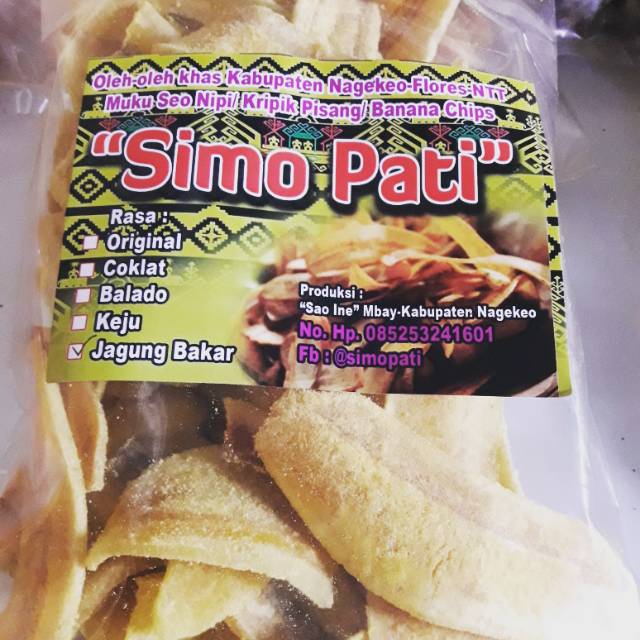 Oleh-oleh khas Kabupaten Nagekeo-Flores-NTT
Muku Seo Nipi/ Kripik Pisang/ Banana Chips
"Simo Pati"
Rasa :
Original
Coklat
Balado
Keju
Jagung Bakar
Produksi :
"Sao Ine" Mbay-Kabupaten Nagekeo
No. Hp. 085253241601
Fb : @simopati